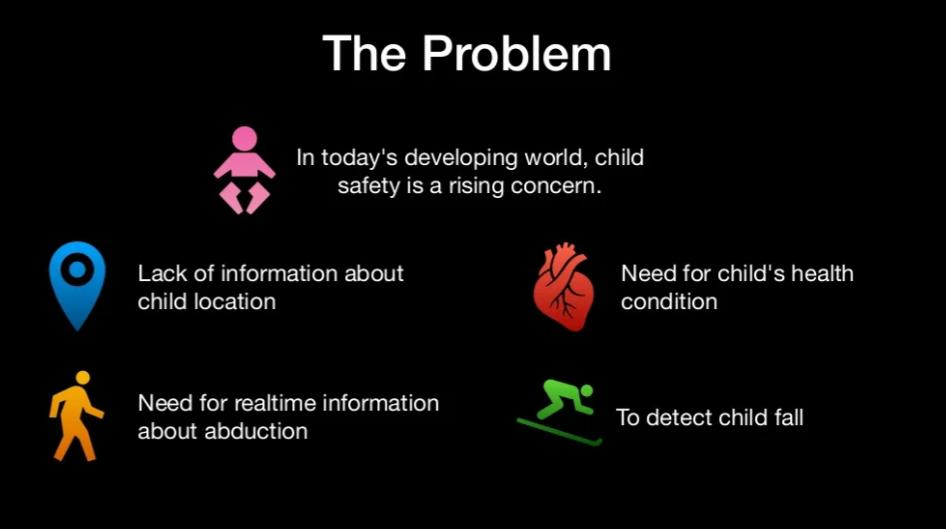 The Problem
In today's developing world, child
safety is a rising concern.
Lack of information about
child location
Need for child's health
condition
Need for realtime information
about abduction
To detect child fall